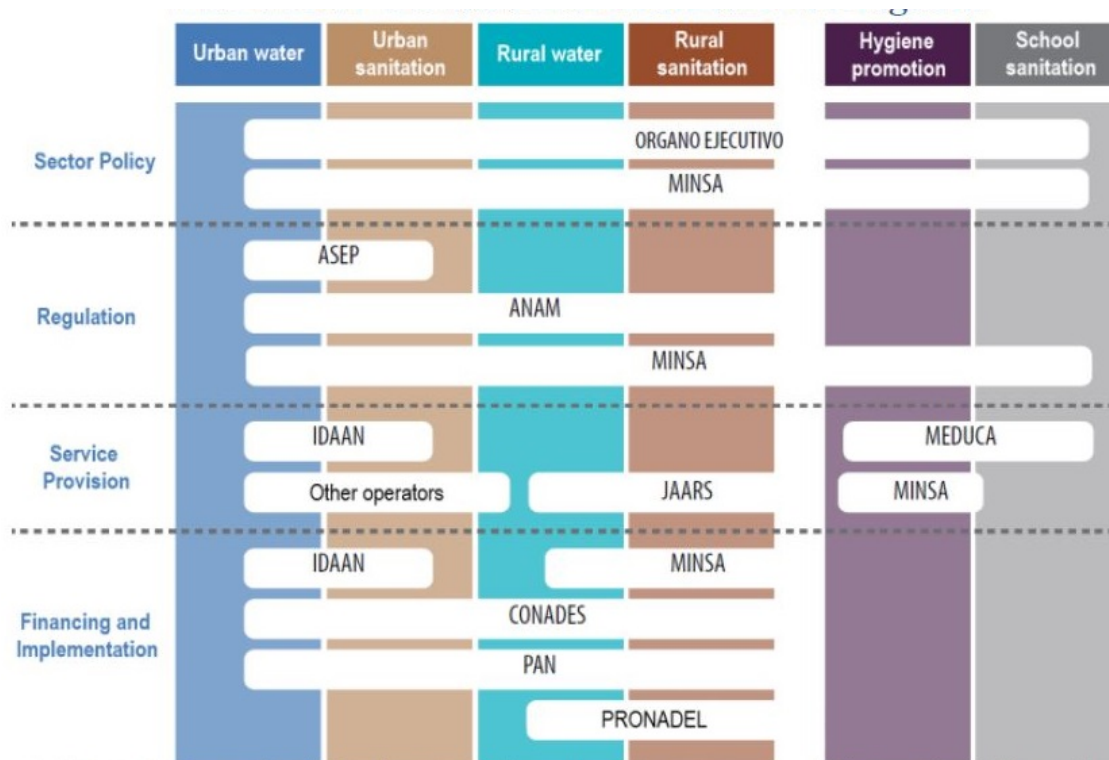 Urban water
Urban
sanitation
Rural water
Rural
sanitation
Hygiene
promotion
School
sanitation
Sector Policy
ORGANO EJECUTIVO
MINSA
Regulation
ASEP
ANAM
MINSA
Service
Provision
IDAAN
MEDUCA
Other operators
JAARS
MINSA
Financing and
Implementation
IDAAN
MINSA
CONADES
PAN
PRONADEL